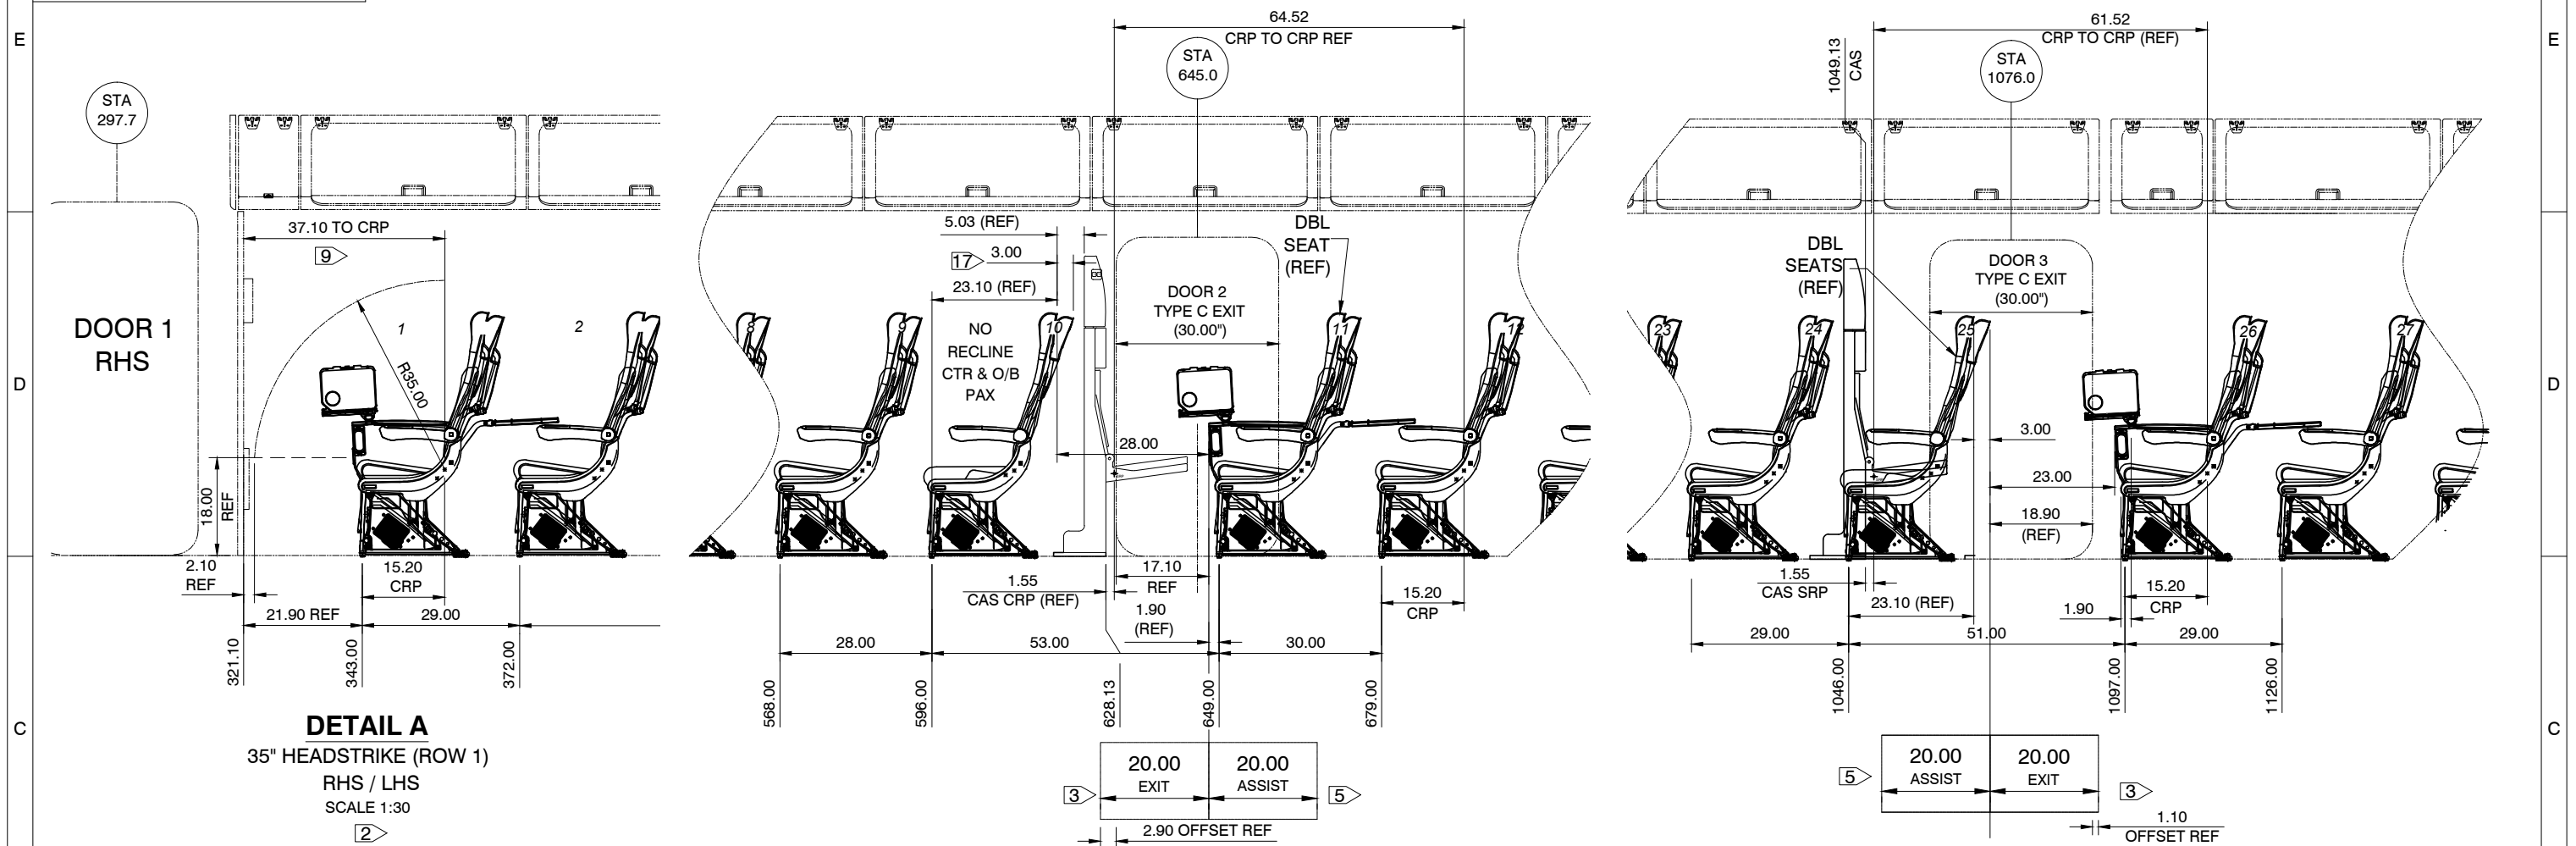 E
D
C
STA
297.7
DOOR 1
RHS
37.10 TO CRP
9
1
2
R35.00
18.00
REF
2.10
REF
15.20
CRP
21.90 REF
29.00
321.10
343.00
372.00
DETAIL A
35" HEADSTRIKE (ROW 1)
RHS / LHS
SCALE 1:30
2
64.52
CRP TO CRP REF
STA
645.0
5.03 (REF)
17
3.00
23.10 (REF)
DBL
SEAT
(REF)
DOOR 2
TYPE C EXIT
(30.00")
8
9
10
11
12
NO
RECLINE
CTR & O/B
PAX
28.00
1.55
CAS CRP (REF)
17.10
REF
1.90
(REF)
15.20
CRP
28.00
53.00
30.00
568.00
596.00
628.13
649.00
679.00
20.00
EXIT
20.00
ASSIST
3
5
2.90 OFFSET REF
61.52
CRP TO CRP (REF)
1049.13
CAS
STA
1076.0
DBL
SEATS
(REF)
DOOR 3
TYPE C EXIT
(30.00")
23
24
25
26
27
3.00
23.00
18.90
(REF)
1.55
CAS SRP
23.10 (REF)
15.20
CRP
1.90
29.00
51.00
29.00
1046.00
1097.00
1126.00
20.00
ASSIST
20.00
EXIT
5
3
1.10
OFFSET REF
E
D
C